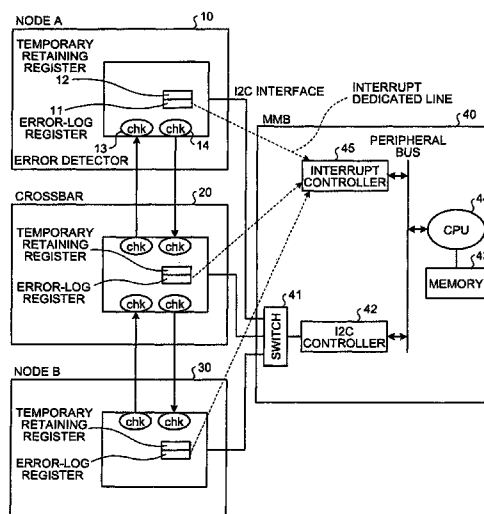 NODE A
10
TEMPORARY
RETAINING
REGISTER
12
11
ERROR-LOG
REGISTER
13
chk
chk
14
ERROR DETECTOR
I2C INTERFACE
INTERRUPT
DEDICATED LINE
MMB
40
PERIPHERAL
BUS
45
INTERRUPT
CONTROLLER
44
CPU
43
MEMORY
41
SWITCH
42
I2C
CONTROLLER
CROSSBAR
20
chk
chk
TEMPORARY
RETAINING
REGISTER
ERROR-LOG
REGISTER
chk
chk
NODE B
30
chk
chk
TEMPORARY
RETAINING
REGISTER
ERROR-LOG
REGISTER